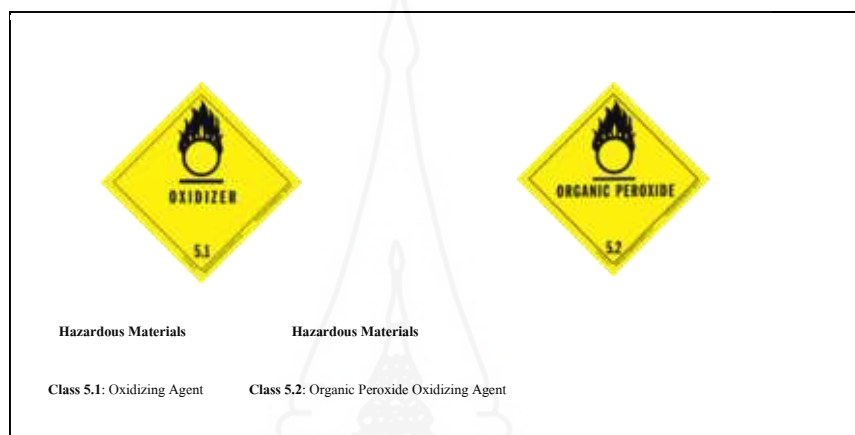 OXIDIZER
5.1
ORGANIC PEROXIDE
5.2
Hazardous Materials Hazardous Materials
Class 5.1: Oxidizing Agent Class 5.2: Organic Peroxide Oxidizing Agent